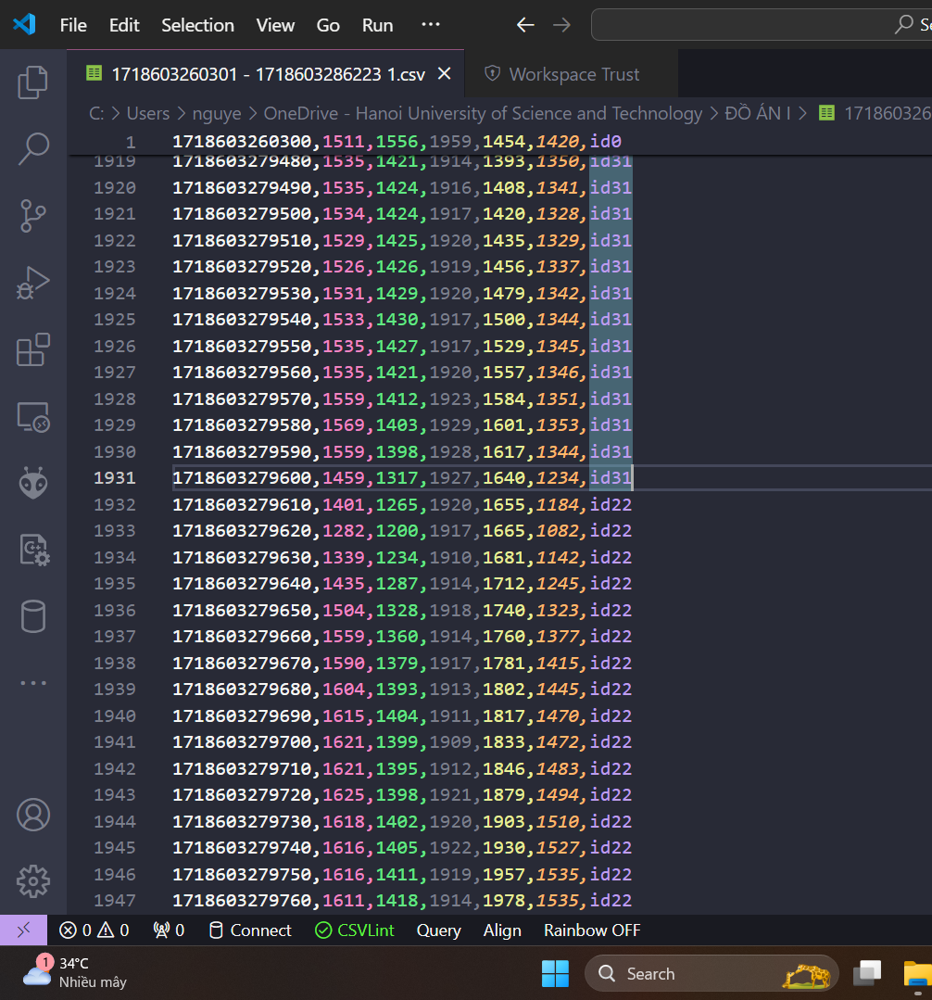 File Edit Selection View Go Run ··· ← → Se
1718603260301 - 1718603286223 1.csv × Workspace Trust
C: > Users > nguye > OneDrive - Hanoi University of Science and Technology > ĐỒ ÁN I > 171860326
1 1718603260300,1511,1556,1959,1454,1420,id0
1919 1718603279480,1535,1421,1914,1393,1350,id31
1920 1718603279490,1535,1424,1916,1408,1341,id31
1921 1718603279500,1534,1424,1917,1420,1328,id31
1922 1718603279510,1529,1425,1920,1435,1329,id31
1923 1718603279520,1526,1426,1919,1456,1337,id31
1924 1718603279530,1531,1429,1920,1479,1342,id31
1925 1718603279540,1533,1430,1917,1500,1344,id31
1926 1718603279550,1535,1427,1917,1529,1345,id31
1927 1718603279560,1535,1421,1920,1557,1346,id31
1928 1718603279570,1559,1412,1923,1584,1351,id31
1929 1718603279580,1569,1403,1929,1601,1353,id31
1930 1718603279590,1559,1398,1928,1617,1344,id31
1931 1718603279600,1459,1317,1927,1640,1234,id31
1932 1718603279610,1401,1265,1920,1655,1184,id22
1933 1718603279620,1282,1200,1917,1665,1082,id22
1934 1718603279630,1339,1234,1910,1681,1142,id22
1935 1718603279640,1435,1287,1914,1712,1245,id22
1936 1718603279650,1504,1328,1918,1740,1323,id22
1937 1718603279660,1559,1360,1914,1760,1377,id22
1938 1718603279670,1590,1379,1917,1781,1415,id22
1939 1718603279680,1604,1393,1913,1802,1445,id22
1940 1718603279690,1615,1404,1911,1817,1470,id22
1941 1718603279700,1621,1399,1909,1833,1472,id22
1942 1718603279710,1621,1395,1912,1846,1483,id22
1943 1718603279720,1625,1398,1921,1879,1494,id22
1944 1718603279730,1618,1402,1920,1903,1510,id22
1945 1718603279740,1616,1405,1922,1930,1527,id22
1946 1718603279750,1616,1411,1919,1957,1535,id22
1947 1718603279760,1611,1418,1914,1978,1535,id22
0 0 0 Connect CSVLint Query Align Rainbow OFF
1 34°C
Nhiều mây
Search